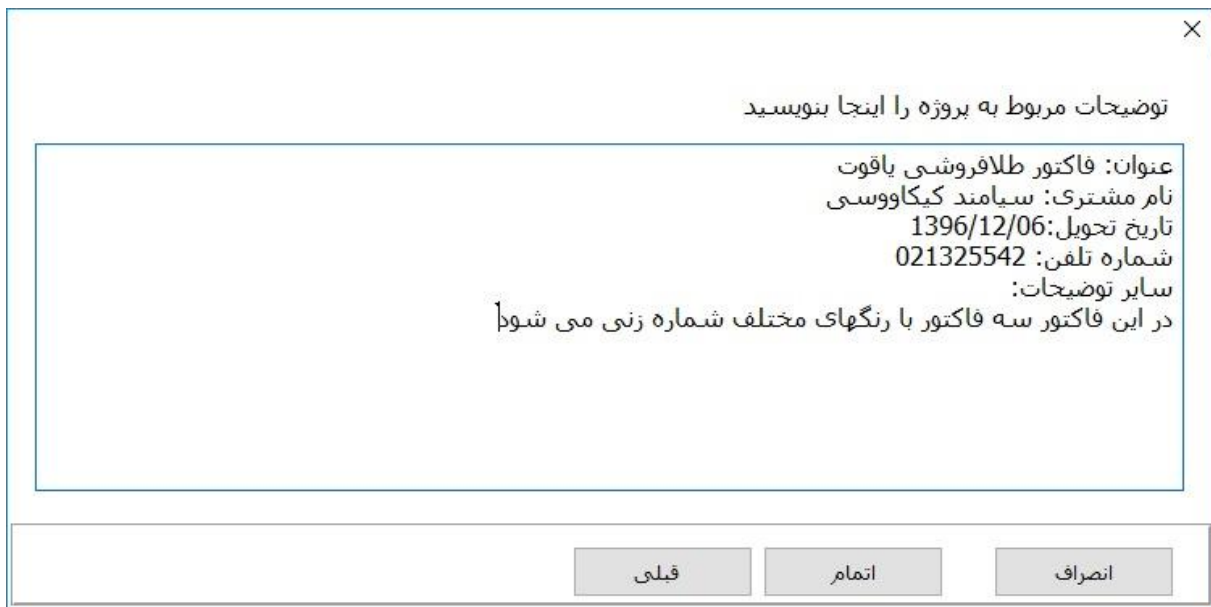 توضیحات مربوط به پروژه را اینجا بنویسید
عنوان: فاکتور طلافروشی یاقوت
نام مشتری: سیامند کیکاووسی
تاریخ تحویل:1396/12/06
شماره تلفن: 021325542
سایر توضیحات:
در این فاکتور سه فاکتور با رنگهای مختلف شماره زنی می شود
انصراف
اتمام
قبلی